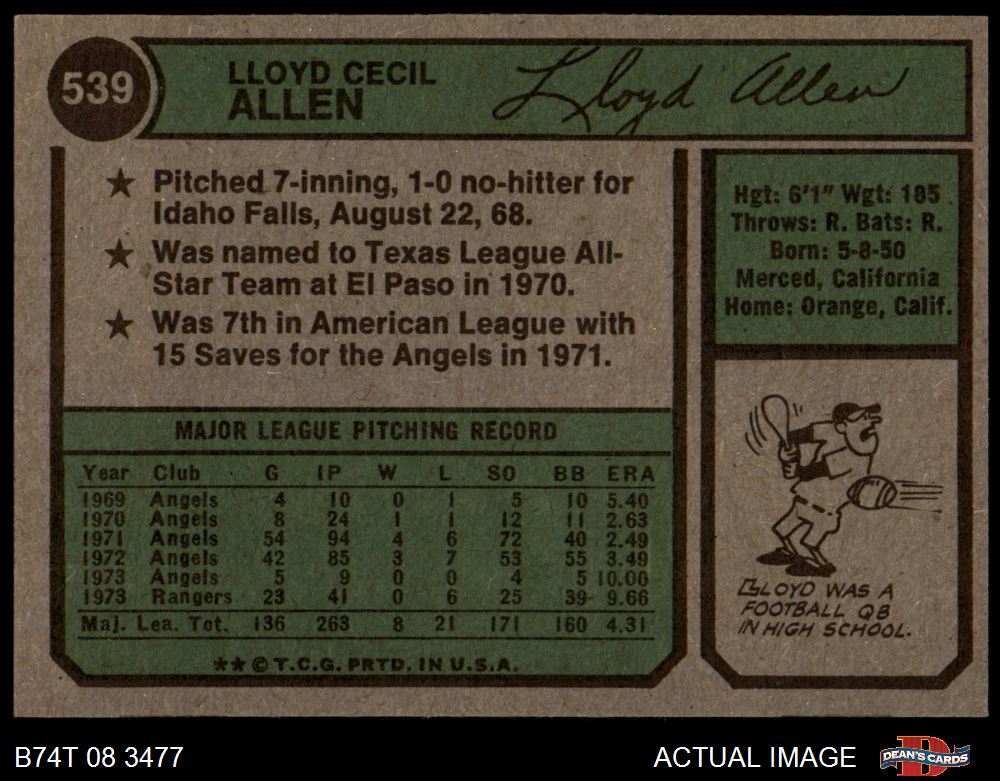 539
LLOYD CECIL
ALLEN
Lloyd Allen
★ Pitched 7-inning, 1-0 no-hitter for
Idaho Falls, August 22, 68.
★ Was named to Texas League All-
Star Team at El Paso in 1970.
★ Was 7th in American League with
15 Saves for the Angels in 1971.
Hgt: 6'1" Wgt: 185
Throws: R. Bats: R.
Born: 5-8-50
Merced, California
Home: Orange, Calif.
MAJOR LEAGUE PITCHING RECORD
Year Club G IP W L SO BB ERA
1969 Angels 4 10 0 1 5 10 5.40
1970 Angels 8 24 1 1 12 11 2.63
1971 Angels 54 94 4 6 72 40 2.49
1972 Angels 42 85 3 7 53 55 3.49
1973 Angels 5 9 0 0 4 5 10.00
1973 Rangers 23 41 0 6 25 39 9.66
Maj. Lea. Tot. 136 263 8 21 171 160 4.31
★★©T.C.G. PRTD. IN U.S.A.
LLOYD WAS A
FOOTBALL QB
IN HIGH SCHOOL.
B74T 08 3477
ACTUAL IMAGE
DEAN'S CARDS